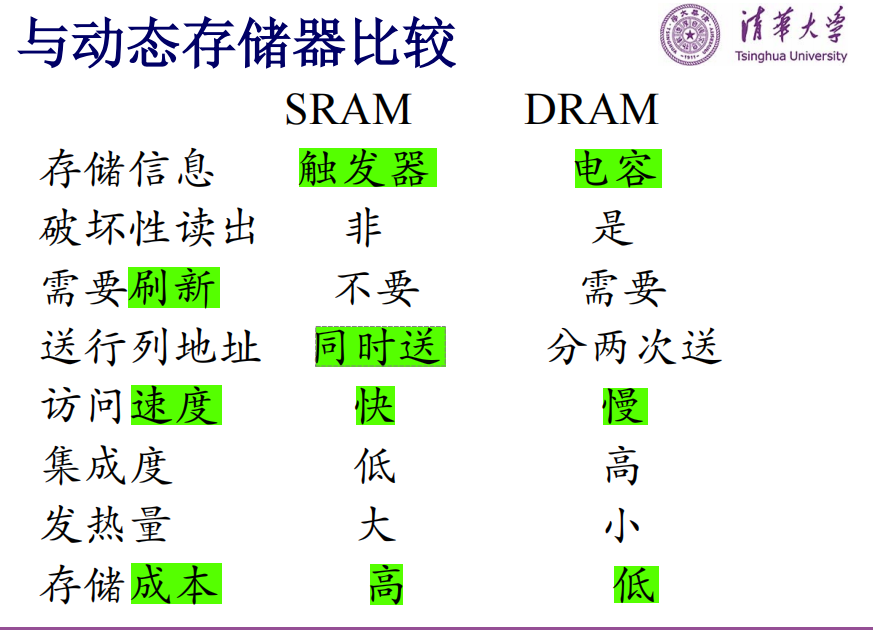 与动态存储器比较
清华大学
Tsinghua University
SRAM DRAM
存储信息 触发器 电容
破坏性读出 非 是
需要刷新 不要 需要
送行列地址 同时送 分两次送
访问速度 快 慢
集成度 低 高
发热量 大 小
存储成本 高 低